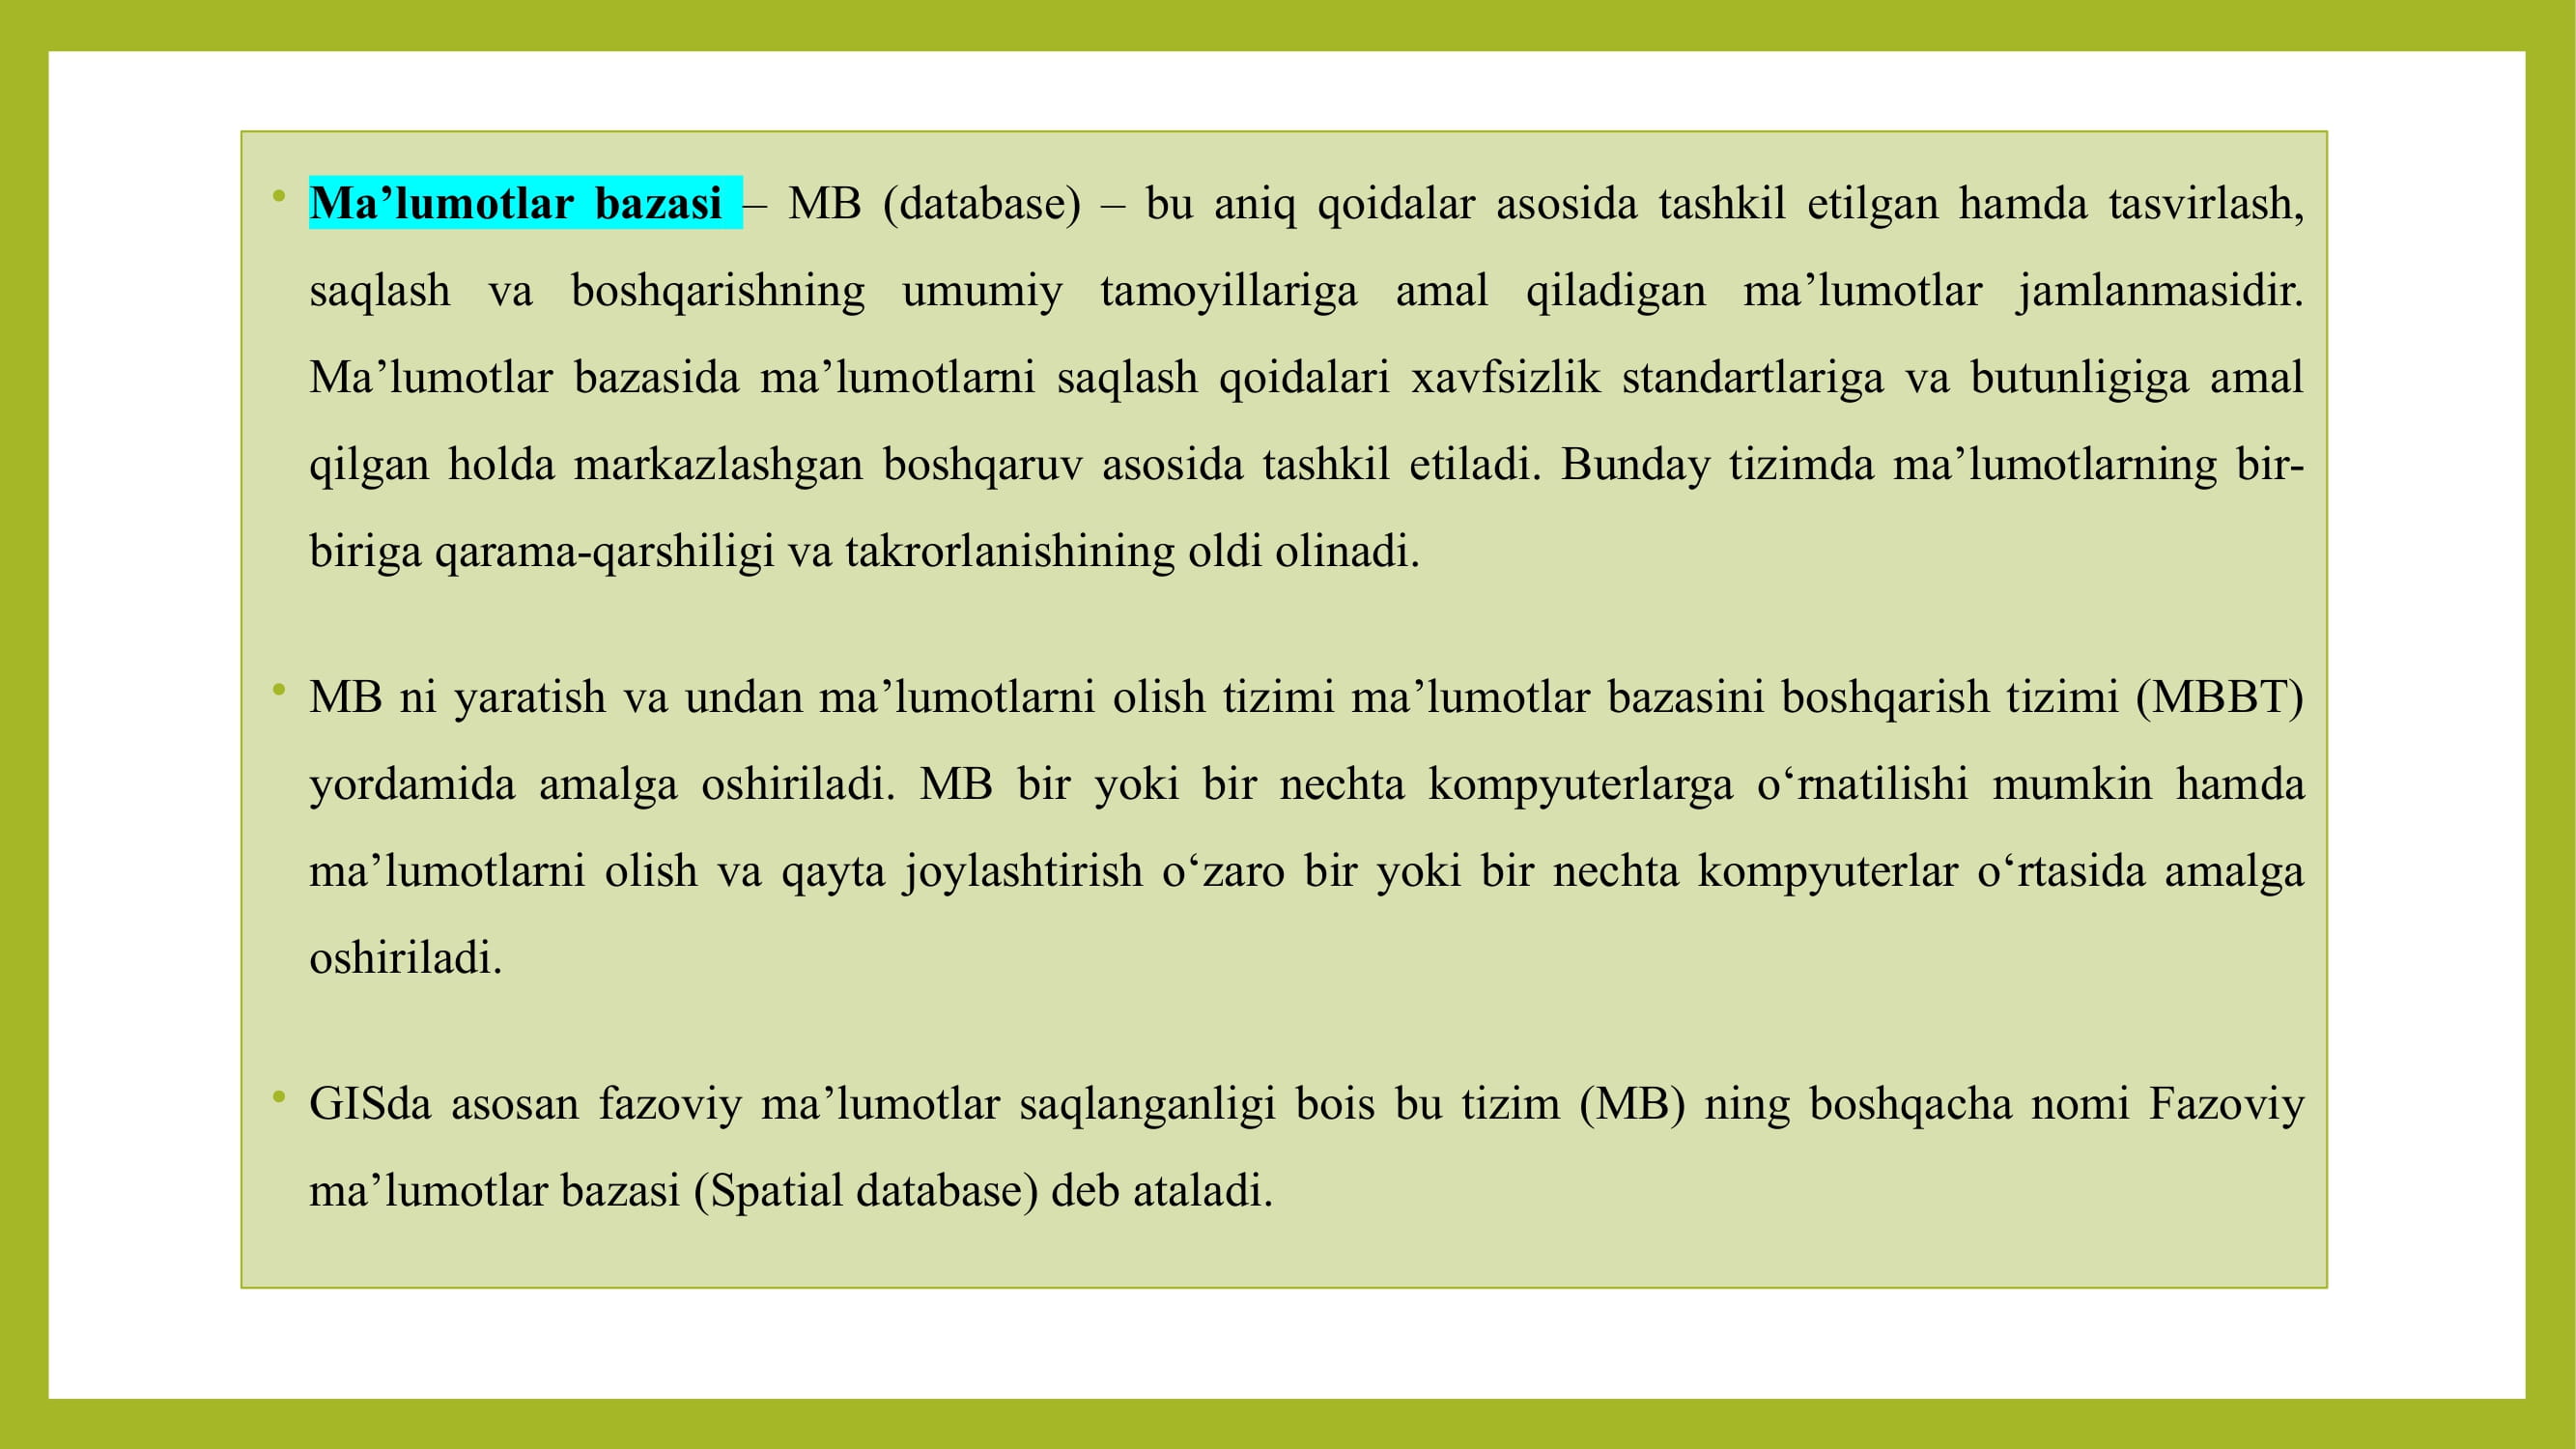 • Ma’lumotlar bazasi – MB (database) – bu aniq qoidalar asosida tashkil etilgan hamda tasvirlash,
saqlash va boshqarishning umumiy tamoyillariga amal qiladigan ma’lumotlar jamlanmasidir.
Ma’lumotlar bazasida ma’lumotlarni saqlash qoidalari xavfsizlik standartlariga va butunligiga amal
qilgan holda markazlashgan boshqaruv asosida tashkil etiladi. Bunday tizimda ma’lumotlarning bir-
biriga qarama-qarshiligi va takrorlanishining oldi olinadi.
• MB ni yaratish va undan ma’lumotlarni olish tizimi ma’lumotlar bazasini boshqarish tizimi (MBBT)
yordamida amalga oshiriladi. MB bir yoki bir nechta kompyuterlarga o‘rnatilishi mumkin hamda
ma’lumotlarni olish va qayta joylashtirish o‘zaro bir yoki bir nechta kompyuterlar o‘rtasida amalga
oshiriladi.
• GISda asosan fazoviy ma’lumotlar saqlanganligi bois bu tizim (MB) ning boshqacha nomi Fazoviy
ma’lumotlar bazasi (Spatial database) deb ataladi.